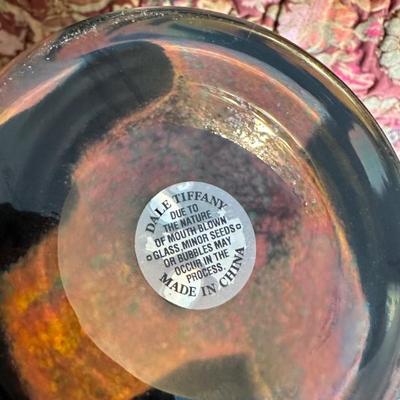 DALE TIFFANY
DUE TO
THE NATURE
OF MOUTH BLOWN
GLASS, MINOR SEEDS
OR BUBBLES MAY
OCCUR IN THE
PROCESS
MADE IN CHINA